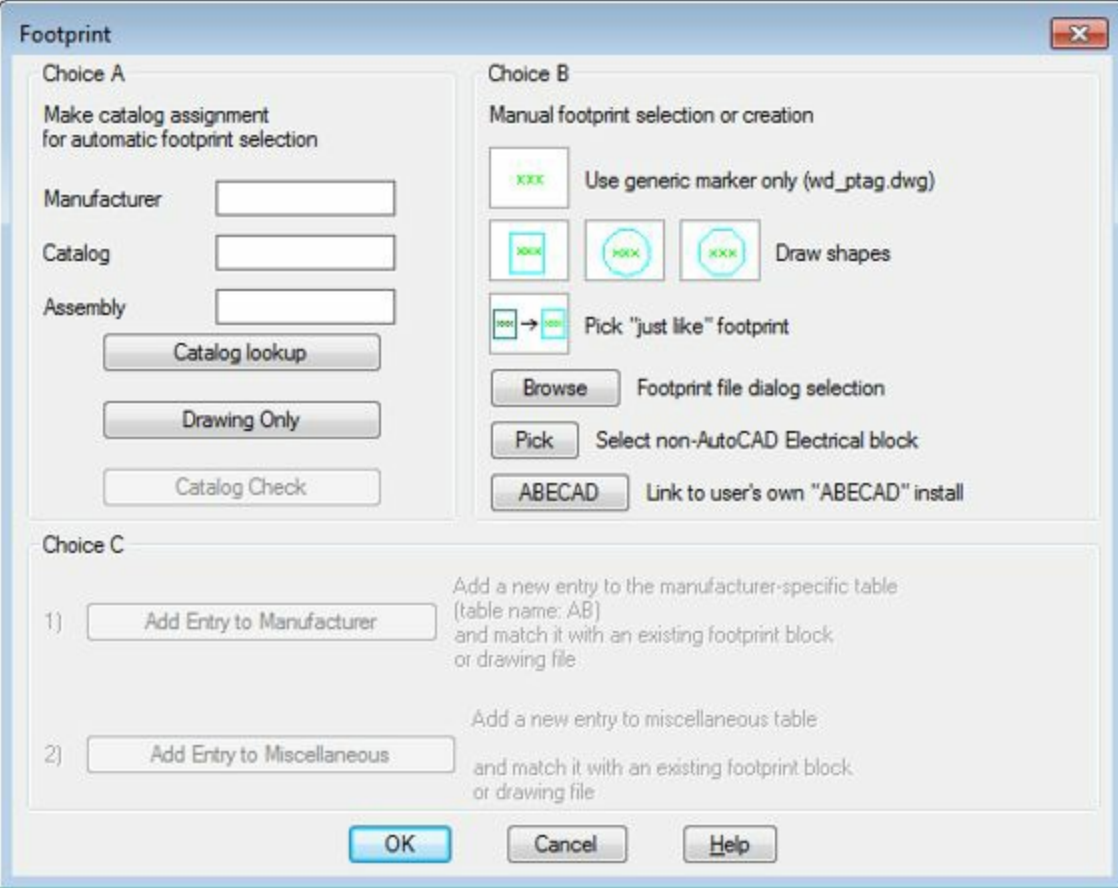 Footprint
Choice A
Make catalog assignment
for automatic footprint selection
Manufacturer
Catalog
Assembly
Catalog lookup
Drawing Only
Catalog Check
Choice B
Manual footprint selection or creation
xxx
Use generic marker only (wd_ptag.dwg)
xxx
xxx
xxx
Draw shapes
xxx
xxx
Pick "just like" footprint
Browse
Footprint file dialog selection
Pick
Select non-AutoCAD Electrical block
ABECAD
Link to user's own "ABECAD" install
Choice C
1)
Add Entry to Manufacturer
Add a new entry to the manufacturer-specific table
(table name: AB)
and match it with an existing footprint block
or drawing file
2)
Add Entry to Miscellaneous
Add a new entry to miscellaneous table
and match it with an existing footprint block
or drawing file
OK
Cancel
Help